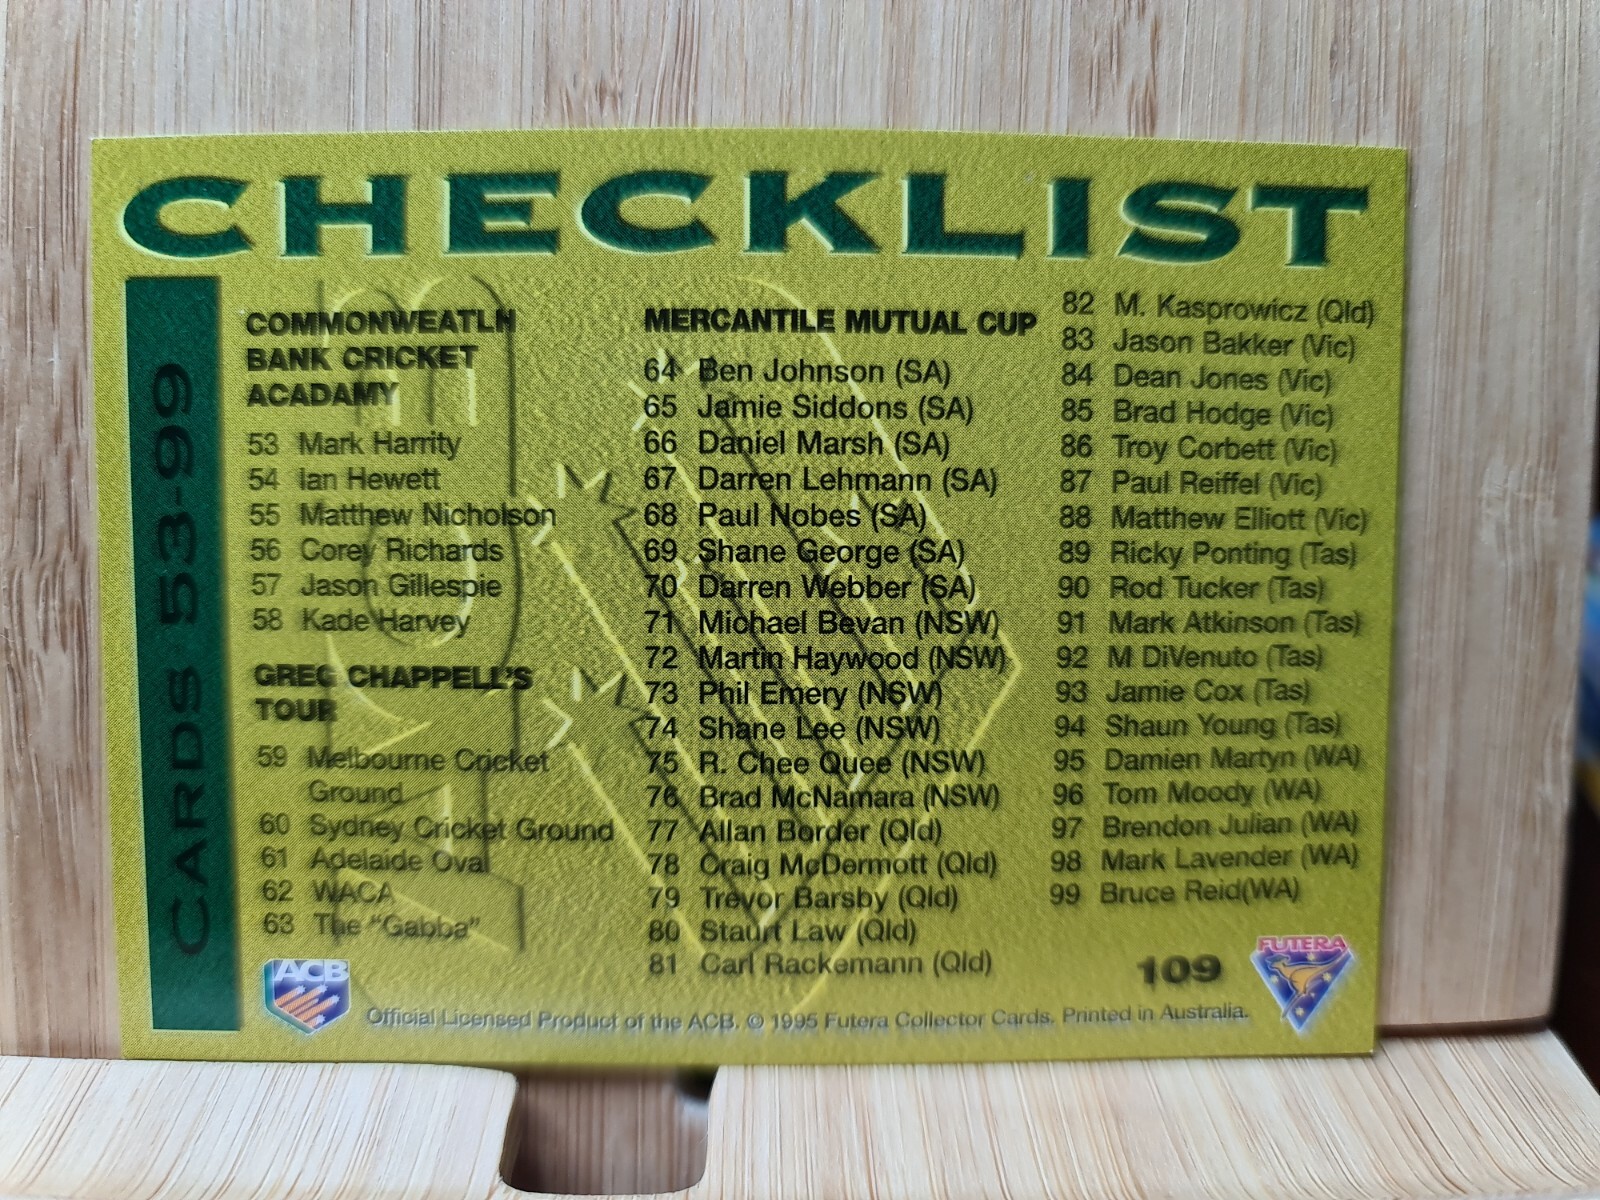 CHECKLIST
CARDS 53-99
COMMONWEATLH
BANK CRICKET
ACADAMY
53 Mark Harrity
54 Ian Hewett
55 Matthew Nicholson
56 Corey Richards
57 Jason Gillespie
58 Kade Harvey
GREG CHAPPELL'S
TOUR
59 Melbourne Cricket
Ground
60 Sydney Cricket Ground
61 Adelaide Oval
62 WACA
63 The "Gabba"
MERCANTILE MUTUAL CUP
64 Ben Johnson (SA)
65 Jamie Siddons (SA)
66 Daniel Marsh (SA)
67 Darren Lehmann (SA)
68 Paul Nobes (SA)
69 Shane George (SA)
70 Darren Webber (SA)
71 Michael Bevan (NSW)
72 Martin Haywood (NSW)
73 Phil Emery (NSW)
74 Shane Lee (NSW)
75 R. Chee Quee (NSW)
76 Brad McNamara (NSW)
77 Allan Border (Qld)
78 Craig McDermott (Qld)
79 Trevor Barsby (Qld)
80 Staurt Law (Qld)
81 Carl Rackemann (Qld)
82 M. Kasprowicz (Qld)
83 Jason Bakker (Vic)
84 Dean Jones (Vic)
85 Brad Hodge (Vic)
86 Troy Corbett (Vic)
87 Paul Reiffel (Vic)
88 Matthew Elliott (Vic)
89 Ricky Ponting (Tas)
90 Rod Tucker (Tas)
91 Mark Atkinson (Tas)
92 M DiVenuto (Tas)
93 Jamie Cox (Tas)
94 Shaun Young (Tas)
95 Damien Martyn (WA)
96 Tom Moody (WA)
97 Brendon Julian (WA)
98 Mark Lavender (WA)
99 Bruce Reid(WA)
109
FUTERA
ACB
Official Licensed Product of the ACB. © 1995 Futera Collector Cards. Printed in Australia.